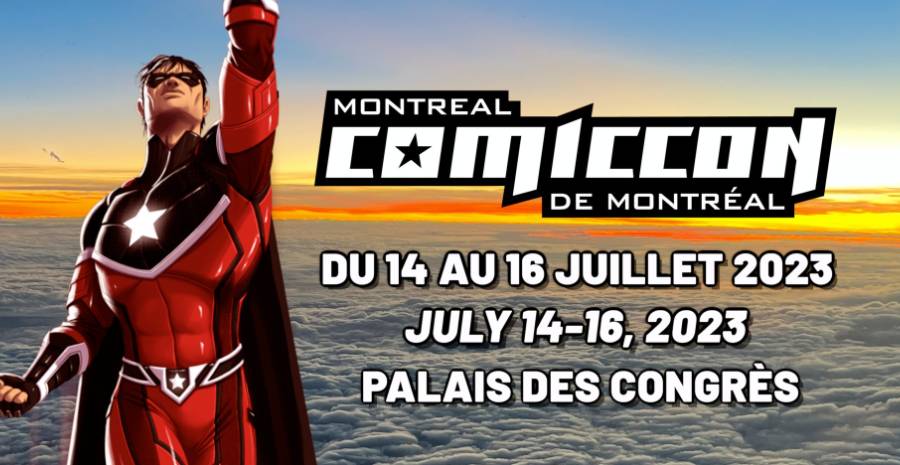 MONTREAL
COMICCON
DE MONTRÉAL
DU 14 AU 16 JUILLET 2023
JULY 14-16, 2023
PALAIS DES CONGRÈS